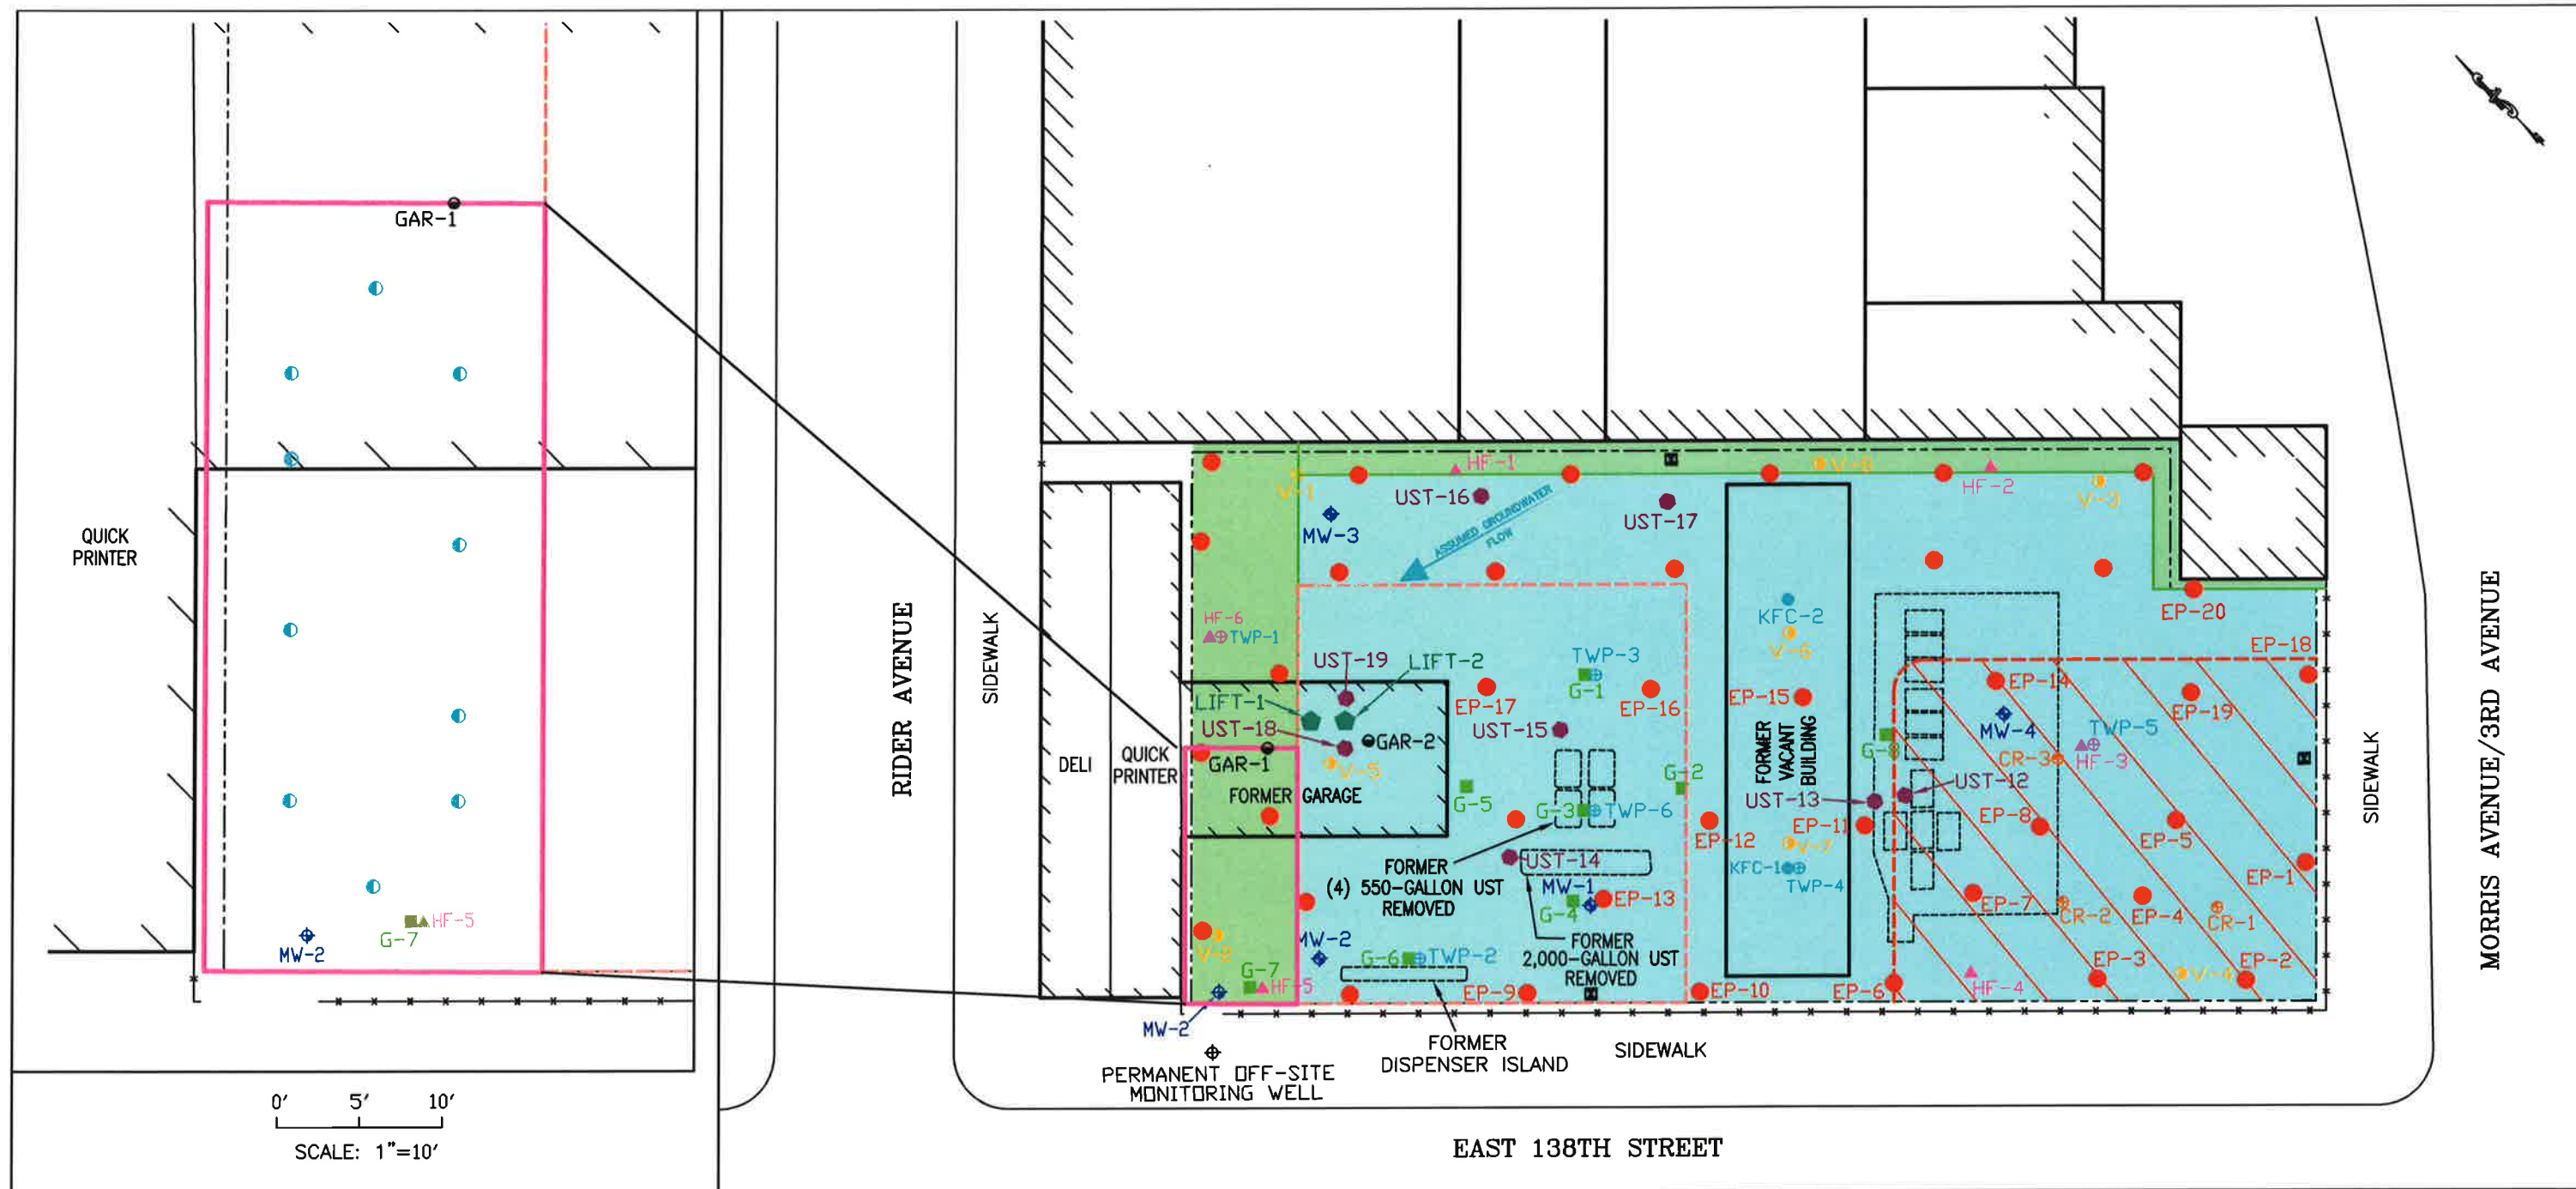 GAR-1
QUICK
PRINTER
HF-5
G-7
MW-2
0' 5' 10'
SCALE: 1"=10'
RIDER AVENUE
SIDEWALK
DELI
QUICK
PRINTER
V-1
HF-1
UST-16
MW-3
ASSUMED GROUNDWATER
FLOW
UST-17
HF-2
V-3
EP-20
EP-18
HF-6
TWP-1
UST-19
LIFT-2
LIFT-1
UST-18
GAR-2
GAR-1
V-5
FORMER GARAGE
EP-17
TWP-3
G-1
EP-16
UST-15
G-5
G-2
G-3
TWP-6
EP-12
KFC-2
V-6
EP-15
FORMER
VACANT
BUILDING
UST-13
EP-11
V-7
KFC-1
TWP-4
G-8
EP-14
MW-4
TWP-5
CR-3
HF-3
UST-12
EP-19
EP-8
EP-5
EP-1
EP-7
CR-2
EP-4
CR-1
EP-3
V-4
EP-2
HF-4
EP-6
EP-10
UST-14
FORMER
(4) 550-GALLON UST
REMOVED
MW-1
G-4
EP-13
FORMER
2,000-GALLON UST
REMOVED
V-2
MW-2
G-6
TWP-2
G-7
HF-5
EP-9
MW-2
PERMANENT OFF-SITE
MONITORING WELL
FORMER
DISPENSER ISLAND
SIDEWALK
SIDEWALK
MORRIS AVENUE/3RD AVENUE
EAST 138TH STREET